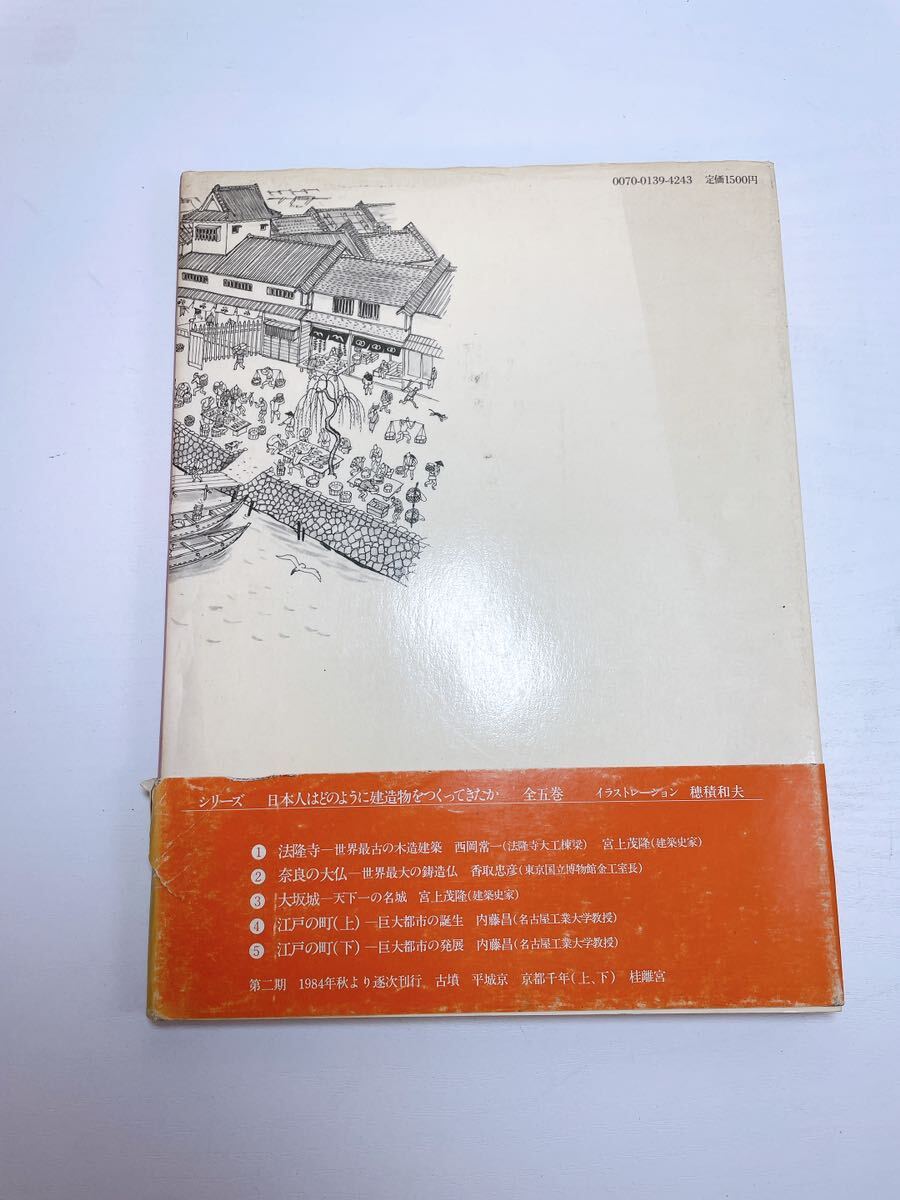 0070-0139-4243 定価1500円
シリーズ 日本人はどのように建造物をつくってきたか 全五巻 イラストレーション 穂積和夫
① 法隆寺―世界最古の木造建築 西岡常一(法隆寺大工棟梁) 宮上茂隆(建築史家)
② 奈良の大仏―世界最大の鋳造仏 香取忠彦(東京国立博物館金工室長)
③ 大坂城―天下一の名城 宮上茂隆(建築史家)
④ 江戸の町(上)―巨大都市の誕生 内藤昌(名古屋工業大学教授)
⑤ 江戸の町(下)―巨大都市の発展 内藤昌(名古屋工業大学教授)
第二期 1984年秋より逐次刊行 古墳 平城京 京都千年(上、下) 桂離宮